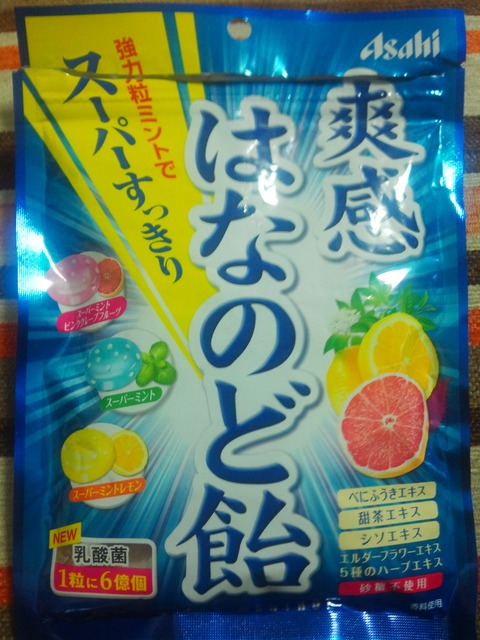 Asahi
爽感
はなのど飴
強力粒ミントで
スーパーすっきり
スーパーミント
ピンクグレープフルーツ
スーパーミント
スーパーミントレモン
NEW
乳酸菌
1粒に6億個
べにふうきエキス
甜茶エキス
シソエキス
エルダーフラワーエキス
5種のハーブエキス
砂糖不使用
香料使用